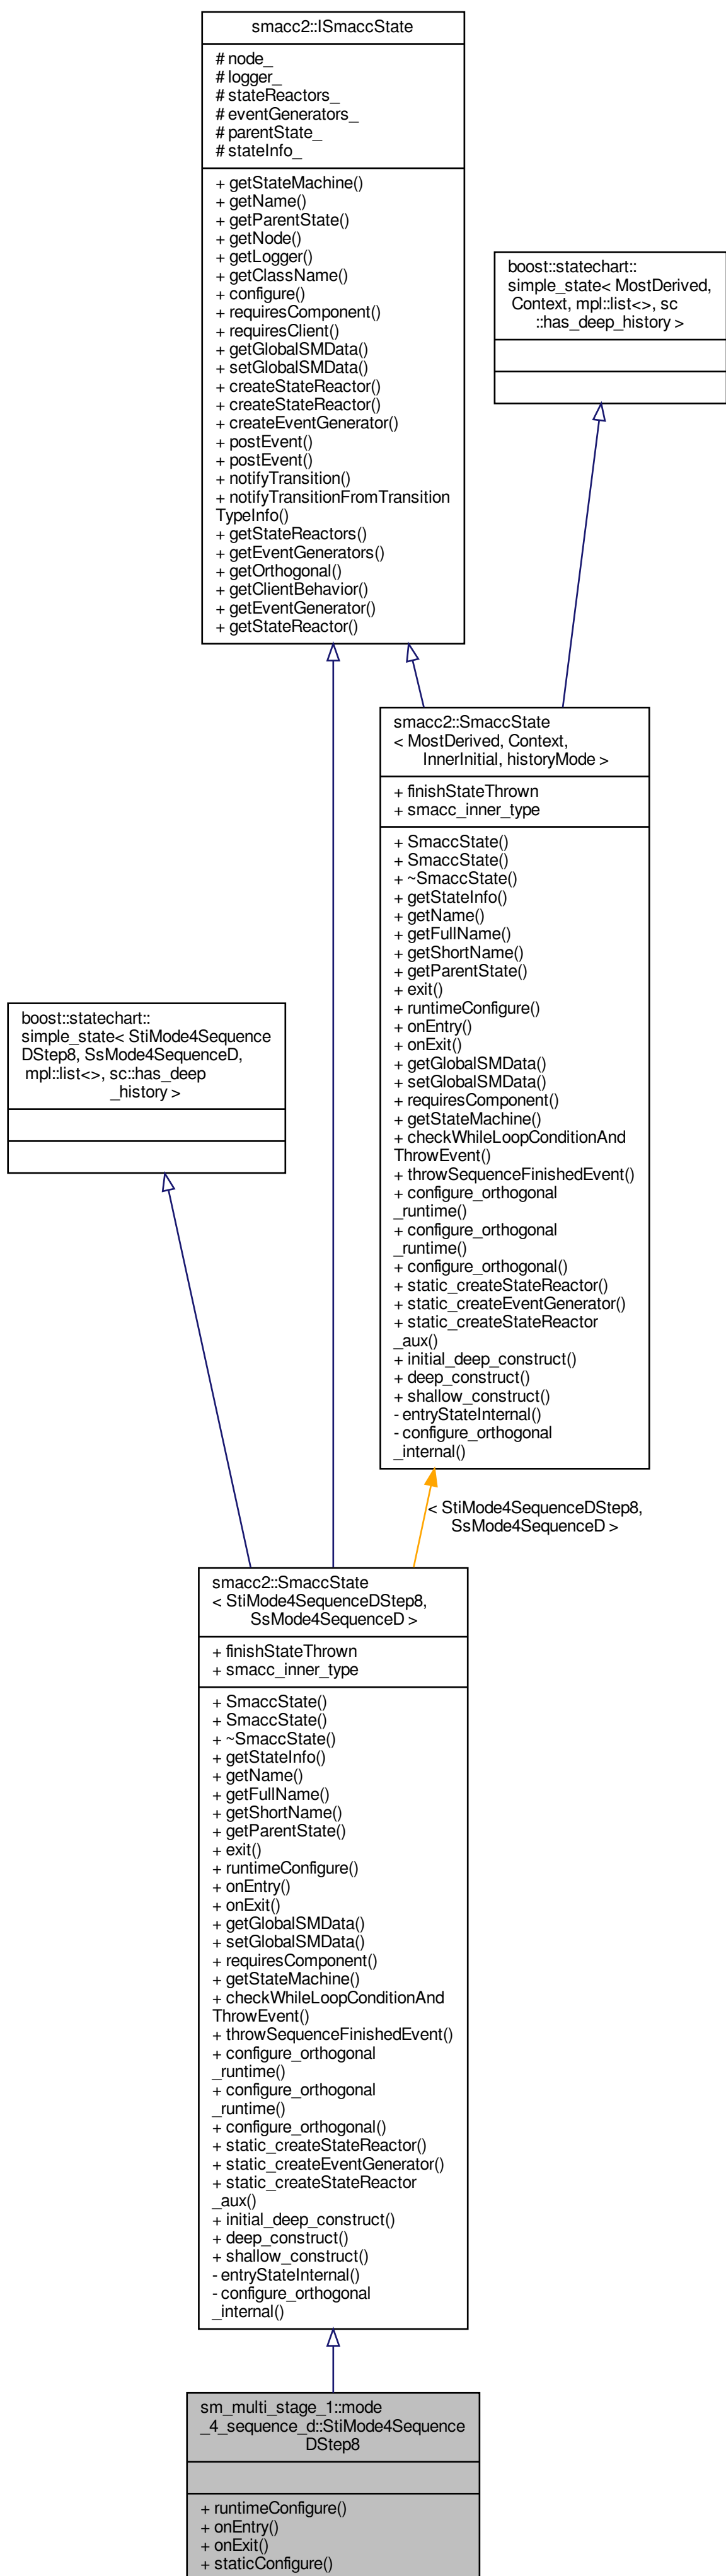 smacc2::ISmaccState
# node_
# logger_
# stateReactors_
# eventGenerators_
# parentState_
# stateInfo_
+ getStateMachine()
+ getName()
+ getParentState()
+ getNode()
+ getLogger()
+ getClassName()
+ configure()
+ requiresComponent()
+ requiresClient()
+ getGlobalSMData()
+ setGlobalSMData()
+ createStateReactor()
+ createStateReactor()
+ createEventGenerator()
+ postEvent()
+ postEvent()
+ notifyTransition()
+ notifyTransitionFromTransition
TypeInfo()
+ getStateReactors()
+ getEventGenerators()
+ getOrthogonal()
+ getClientBehavior()
+ getEventGenerator()
+ getStateReactor()
boost::statechart::
simple_state< MostDerived,
Context, mpl::list<>, sc
::has_deep_history >
smacc2::SmaccState
< MostDerived, Context,
InnerInitial, historyMode >
+ finishStateThrown
+ smacc_inner_type
+ SmaccState()
+ SmaccState()
+ ~SmaccState()
+ getStateInfo()
+ getName()
+ getFullName()
+ getShortName()
+ getParentState()
+ exit()
+ runtimeConfigure()
+ onEntry()
+ onExit()
+ getGlobalSMData()
+ setGlobalSMData()
+ requiresComponent()
+ getStateMachine()
+ checkWhileLoopConditionAnd
ThrowEvent()
+ throwSequenceFinishedEvent()
+ configure_orthogonal
_runtime()
+ configure_orthogonal
_runtime()
+ configure_orthogonal()
+ static_createStateReactor()
+ static_createEventGenerator()
+ static_createStateReactor
_aux()
+ initial_deep_construct()
+ deep_construct()
+ shallow_construct()
- entryStateInternal()
- configure_orthogonal
_internal()
boost::statechart::
simple_state< StiMode4Sequence
DStep8, SsMode4SequenceD,
mpl::list<>, sc::has_deep
_history >
< StiMode4SequenceDStep8,
SsMode4SequenceD >
smacc2::SmaccState
< StiMode4SequenceDStep8,
SsMode4SequenceD >
+ finishStateThrown
+ smacc_inner_type
+ SmaccState()
+ SmaccState()
+ ~SmaccState()
+ getStateInfo()
+ getName()
+ getFullName()
+ getShortName()
+ getParentState()
+ exit()
+ runtimeConfigure()
+ onEntry()
+ onExit()
+ getGlobalSMData()
+ setGlobalSMData()
+ requiresComponent()
+ getStateMachine()
+ checkWhileLoopConditionAnd
ThrowEvent()
+ throwSequenceFinishedEvent()
+ configure_orthogonal
_runtime()
+ configure_orthogonal
_runtime()
+ configure_orthogonal()
+ static_createStateReactor()
+ static_createEventGenerator()
+ static_createStateReactor
_aux()
+ initial_deep_construct()
+ deep_construct()
+ shallow_construct()
- entryStateInternal()
- configure_orthogonal
_internal()
sm_multi_stage_1::mode
_4_sequence_d::StiMode4Sequence
DStep8
+ runtimeConfigure()
+ onEntry()
+ onExit()
+ staticConfigure()